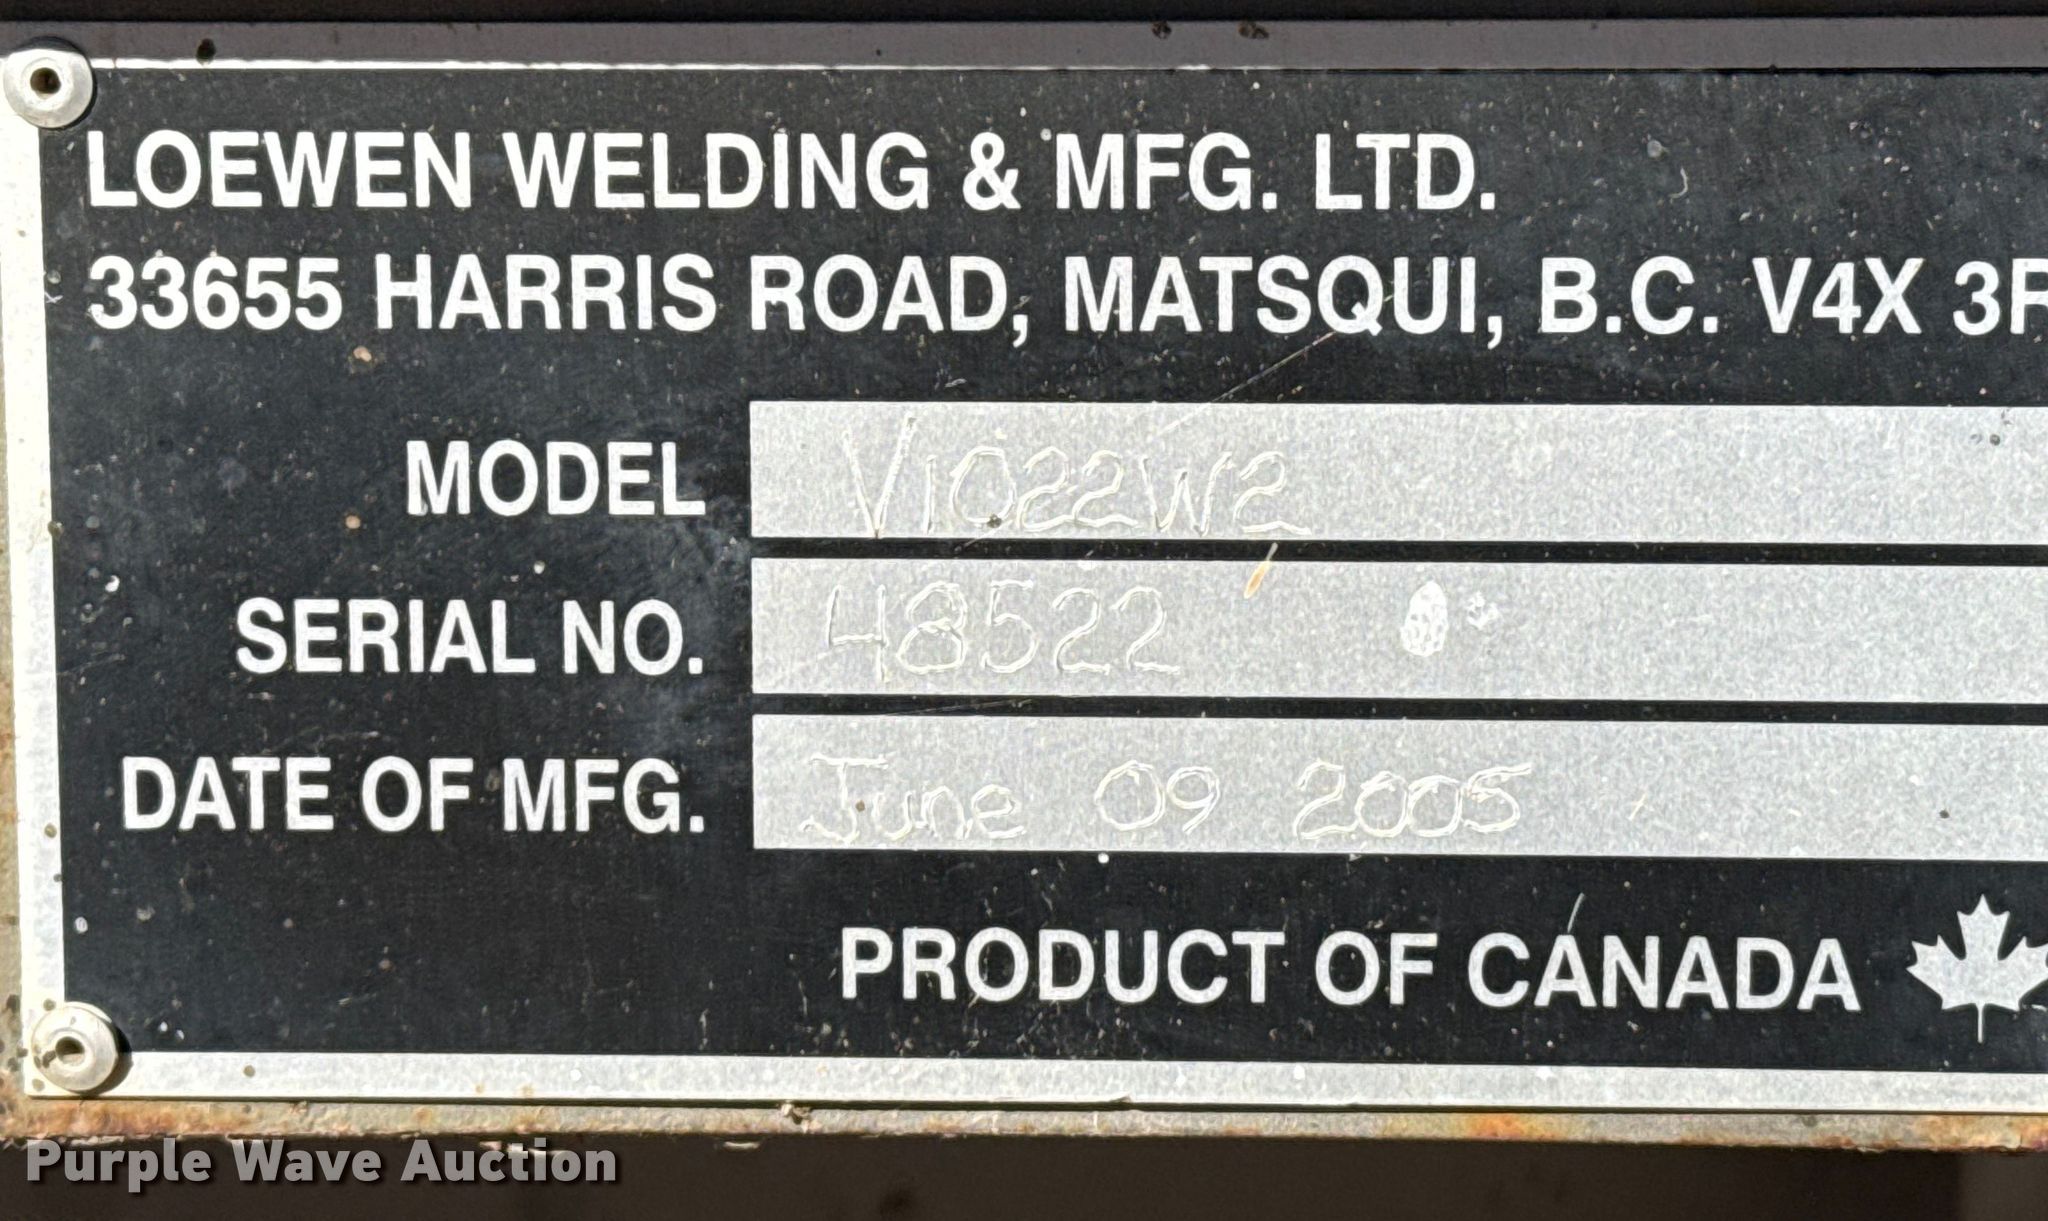 LOEWEN WELDING & MFG. LTD.
33655 HARRIS ROAD, MATSQUI, B.C. V4X 3R
MODEL V1022W2
SERIAL NO. 48522
DATE OF MFG. June 09 2005
PRODUCT OF CANADA
Purple Wave Auction